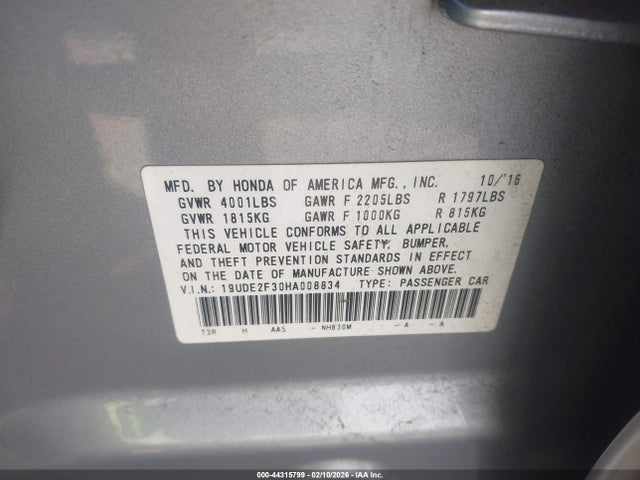 MFD. BY HONDA OF AMERICA MFG., INC. 10/'16
GVWR 4001LBS GAWR F 2205LBS R 1797LBS
GVWR 1815KG GAWR F 1000KG R 815KG
THIS VEHICLE CONFORMS TO ALL APPLICABLE
FEDERAL MOTOR VEHICLE SAFETY, BUMPER,
AND THEFT PREVENTION STANDARDS IN EFFECT
ON THE DATE OF MANUFACTURE SHOWN ABOVE.
V.I.N.: 19UDE2F30HA008834 TYPE: PASSENGER CAR
T3R H AA5 - NH830M - A - A
000-44315799 - 02/10/2026 - IAAI.COM